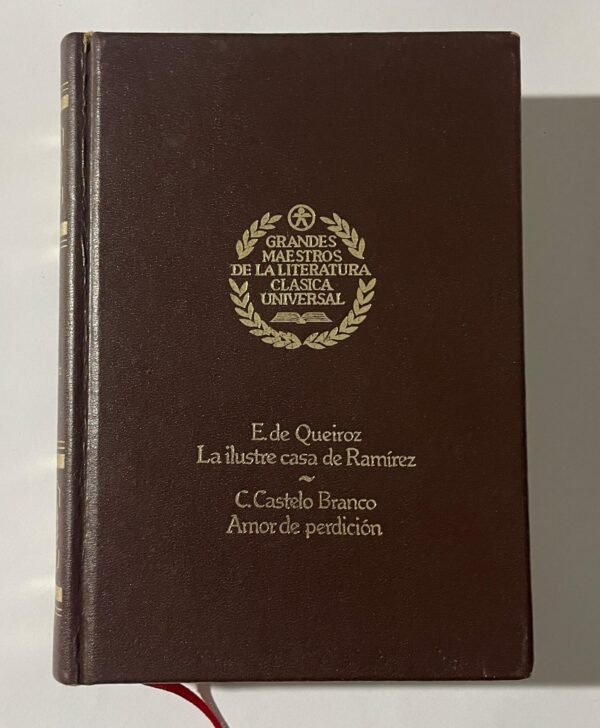 GRANDES
MAESTROS
DE LA LITERATURA
CLASICA
UNIVERSAL
E. de Queiroz
La ilustre casa de Ramírez
~
C. Castelo Branco
Amor de perdición